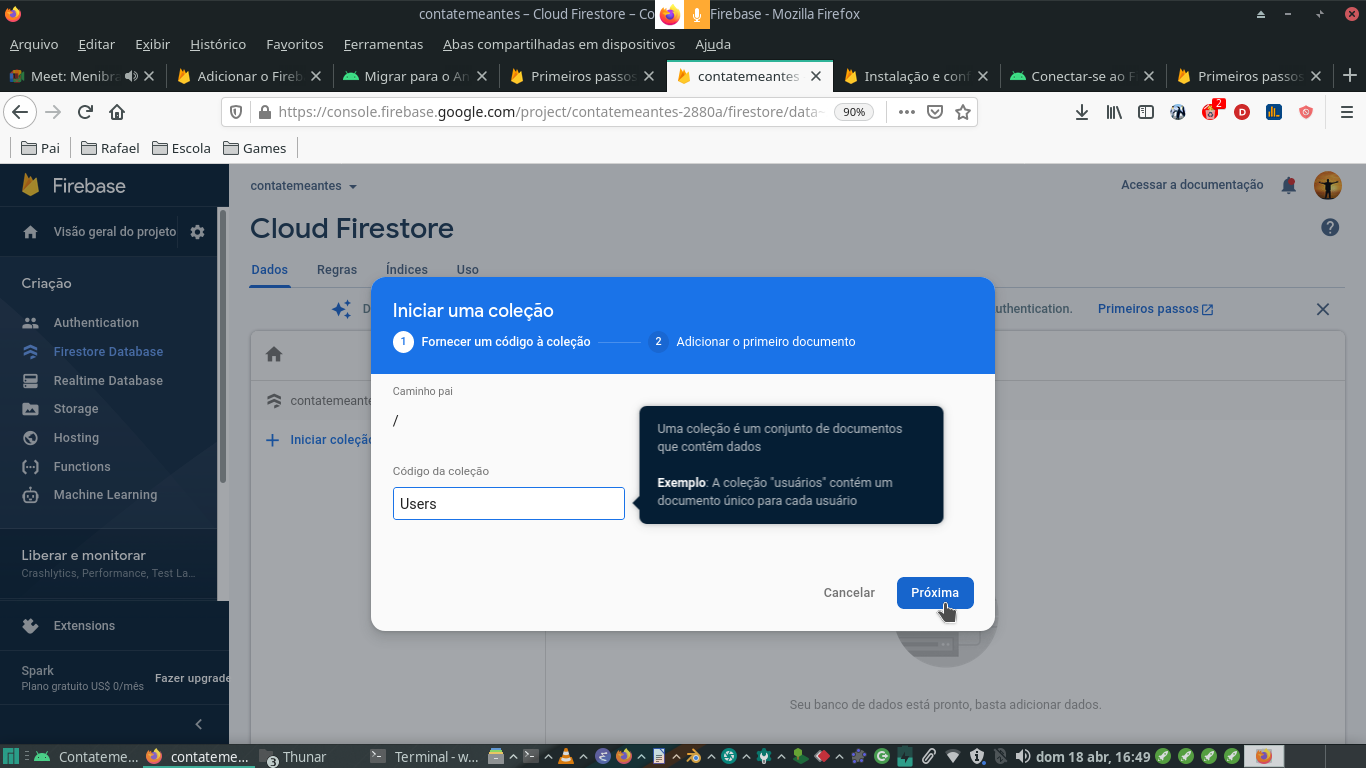 contatemeantes – Cloud Firestore – Co
Firebase - Mozilla Firefox
Arquivo Editar Exibir Histórico Favoritos Ferramentas Abas compartilhadas em dispositivos Ajuda
Meet: Menibra
Adicionar o Fireb
Migrar para o An
Primeiros passos
contatemeantes
Instalação e conf
Conectar-se ao F
Primeiros passos
https://console.firebase.google.com/project/contatemeantes-2880a/firestore/data~
90%
2
Pai Rafael Escola Games
Firebase
contatemeantes
Acessar a documentação
Visão geral do projeto
Cloud Firestore
Dados Regras Índices Uso
Criação
D
uthentication. Primeiros passos
Iniciar uma coleção
1 Fornecer um código à coleção 2 Adicionar o primeiro documento
Authentication
Firestore Database
Realtime Database
Storage
Hosting
Functions
Machine Learning
contatemeante
Iniciar coleção
Caminho pai
/
Código da coleção
Users
Uma coleção é um conjunto de documentos
que contêm dados
Exemplo: A coleção "usuários" contém um
documento único para cada usuário
Cancelar Próxima
Liberar e monitorar
Crashlytics, Performance, Test La…
Extensions
Spark
Plano gratuito US$ 0/mês
Fazer upgrade
Seu banco de dados está pronto, basta adicionar dados.
Conteme...
contateme...
3
Thunar
Terminal - w...
dom 18 abr, 16:49